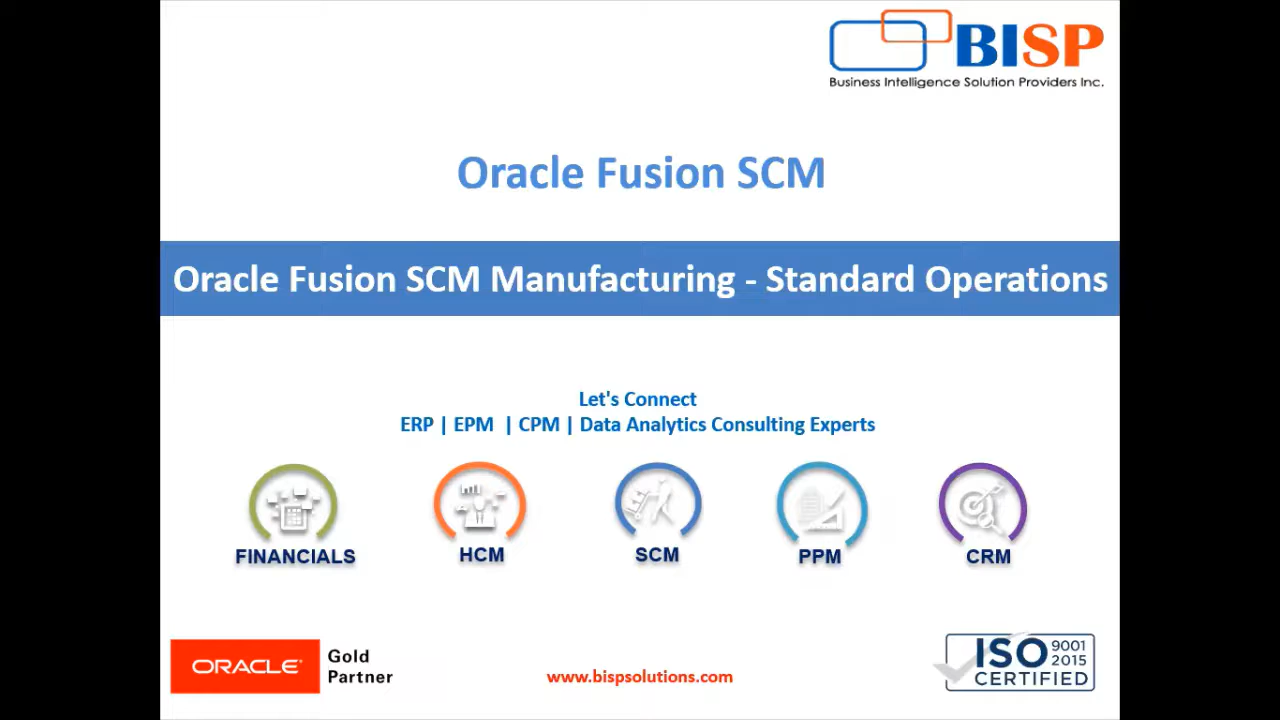 BISP
Business Intelligence Solution Providers Inc.
Oracle Fusion SCM
Oracle Fusion SCM Manufacturing - Standard Operations
Let's Connect
ERP | EPM | CPM | Data Analytics Consulting Experts
FINANCIALS
HCM
SCM
PPM
CRM
ORACLE
Gold
Partner
www.bispsolutions.com
ISO 9001
2015
CERTIFIED